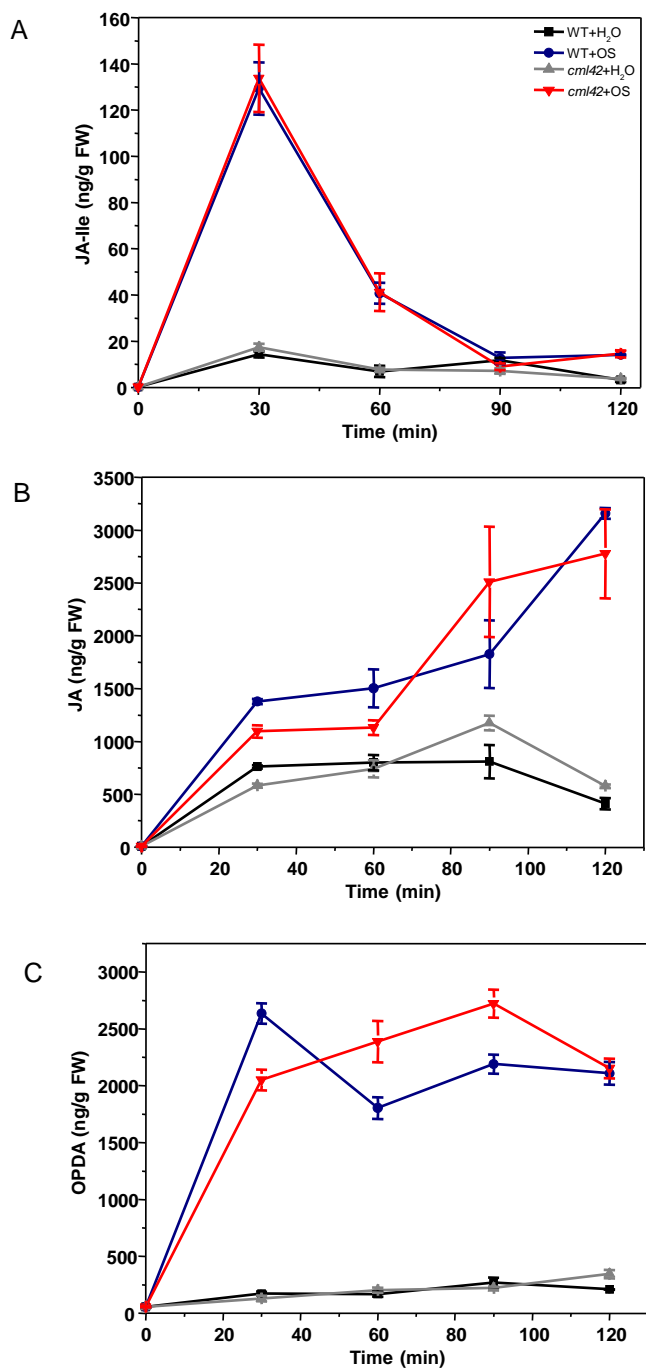 A
WT+H₂O
WT+OS
cml42+H₂O
cml42+OS
160
140
120
100
80
60
40
20
0
JA-Ile (ng/g FW)
0 30 60 90 120
Time (min)
B
3500
3000
2500
2000
1500
1000
500
0
JA (ng/g FW)
0 20 40 60 80 100 120
Time (min)
C
3000
2500
2000
1500
1000
500
0
OPDA (ng/g FW)
0 20 40 60 80 100 120
Time (min)